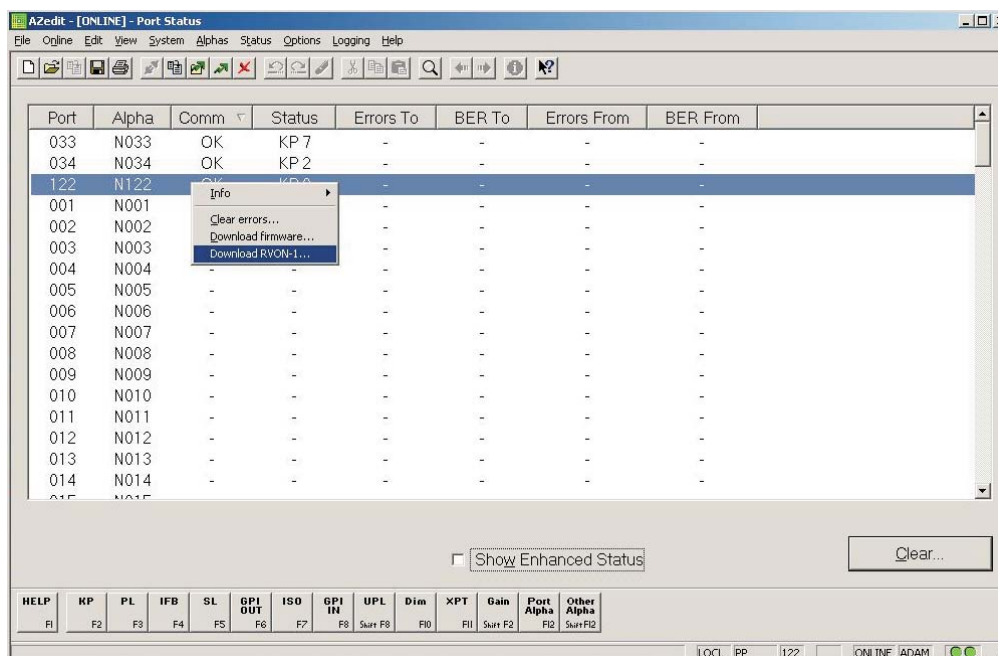 AZedit - [ONLINE] - Port Status
File Online Edit View System Alphas Status Options Logging Help
Port Alpha Comm Status Errors To BER To Errors From BER From
033 N033 OK KP 7 - - - -
034 N034 OK KP 2 - - - -
122 N122 - - - -
Info
Clear errors...
Download firmware...
Download RVON-1...
001 N001 - - - -
002 N002 - - - -
003 N003 - - - -
004 N004 - - - - - -
005 N005 - - - - - -
006 N006 - - - - - -
007 N007 - - - - - -
008 N008 - - - - - -
009 N009 - - - - - -
010 N010 - - - - - -
011 N011 - - - - - -
012 N012 - - - - - -
013 N013 - - - - - -
014 N014 - - - - - -
Show Enhanced Status
Clear...
HELP KP PL IFB SL GPI OUT ISO GPI IN UPL Dim XPT Gain Port Alpha Other Alpha
F1 F2 F3 F4 F5 F6 F7 F8 Shift F8 F10 F11 Shift F2 F12 Shift F12
LOCL PP 122 ONLINE ADAM